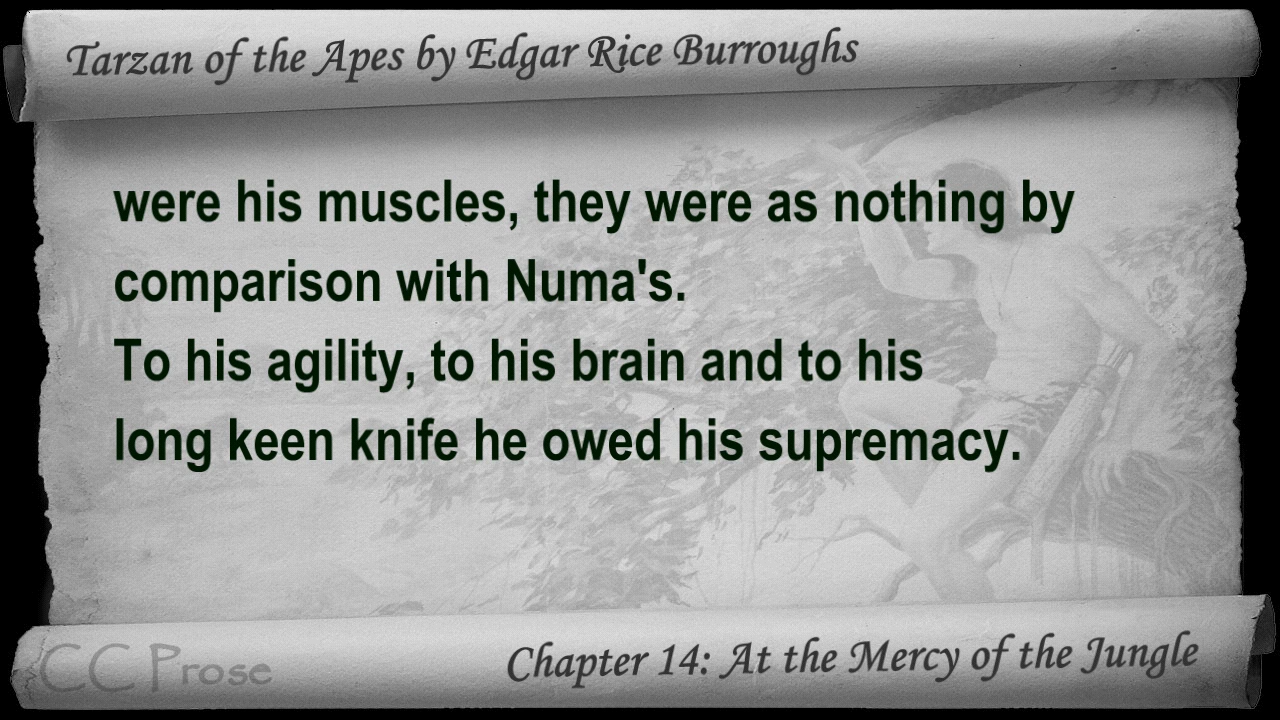 Tarzan of the Apes by Edgar Rice Burroughs
were his muscles, they were as nothing by
comparison with Numa's.
To his agility, to his brain and to his
long keen knife he owed his supremacy.
CC Prose
Chapter 14: At the Mercy of the Jungle